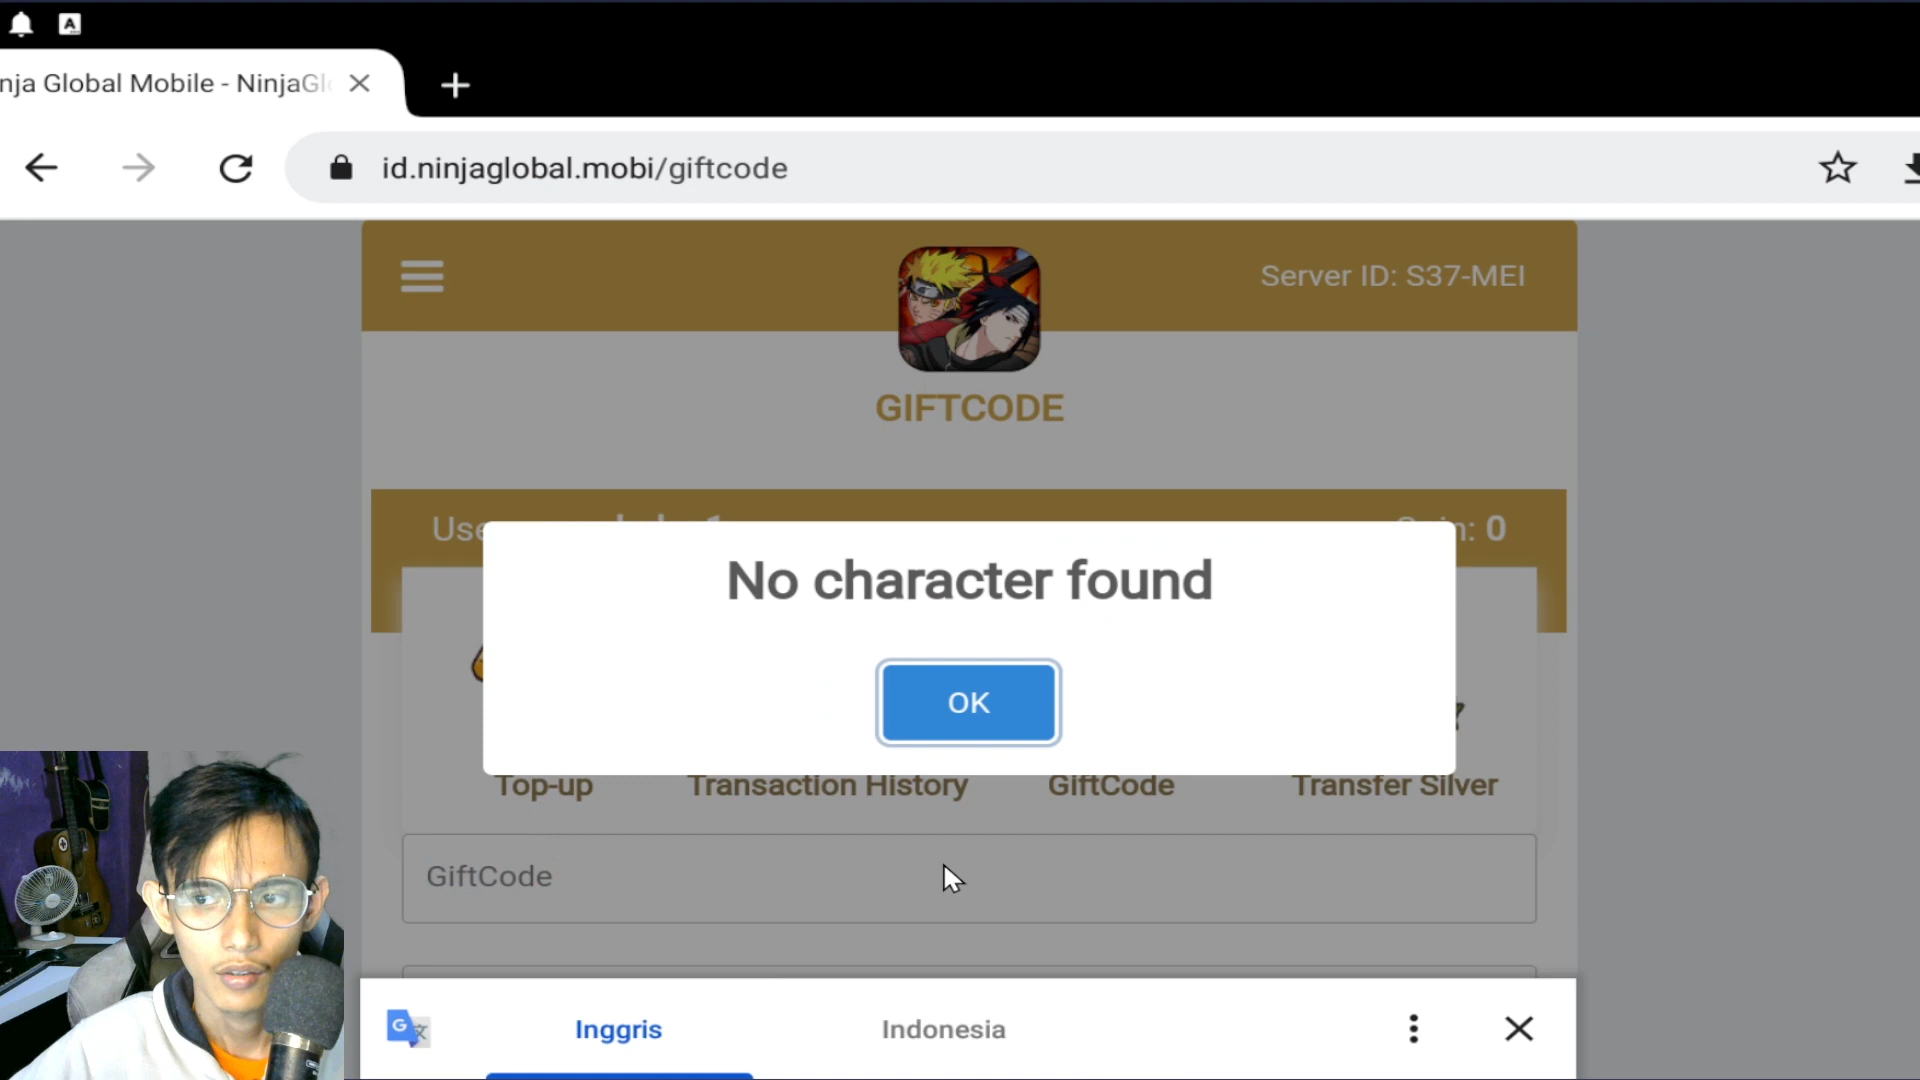 nja Global Mobile - NinjaGl
id.ninjaglobal.mobi/giftcode
Server ID: S37-MEI
GIFTCODE
0
No character found
OK
Top-up
Transaction History
GiftCode
Transfer Silver
GiftCode
Inggris
Indonesia